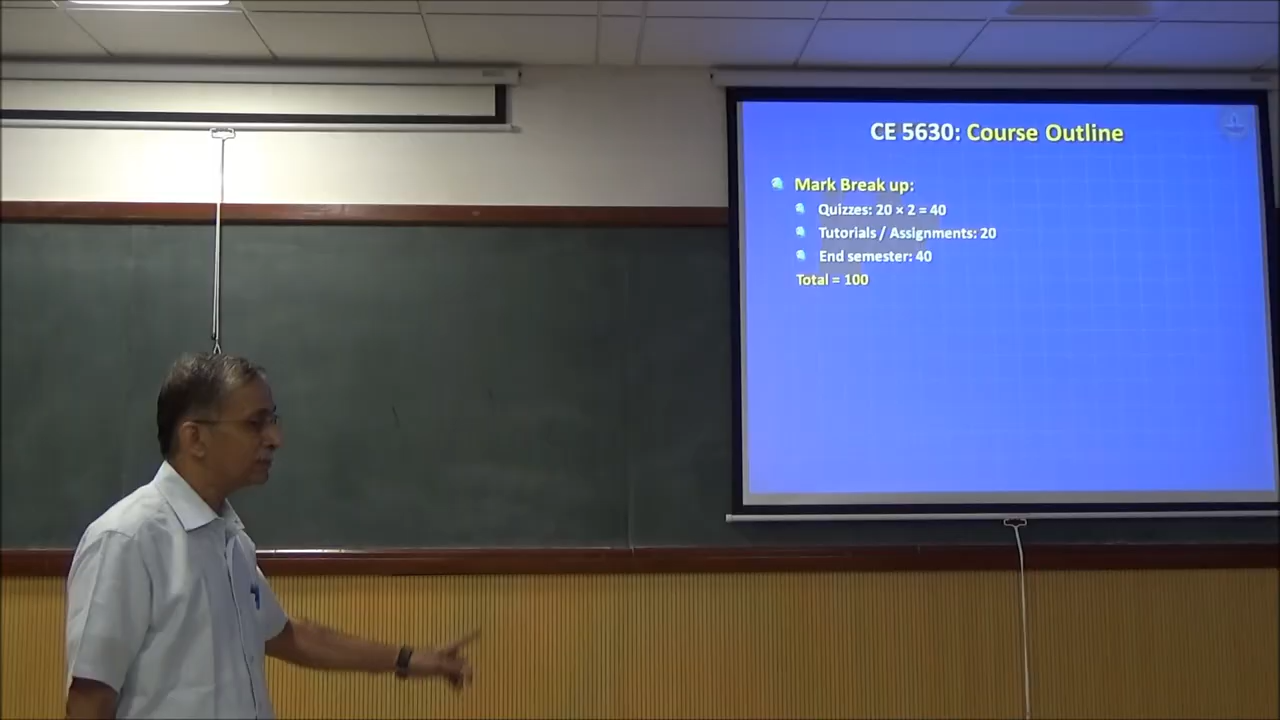 CE 5630: Course Outline
Mark Break up:
Quizzes: 20 × 2 = 40
Tutorials / Assignments: 20
End semester: 40
Total = 100